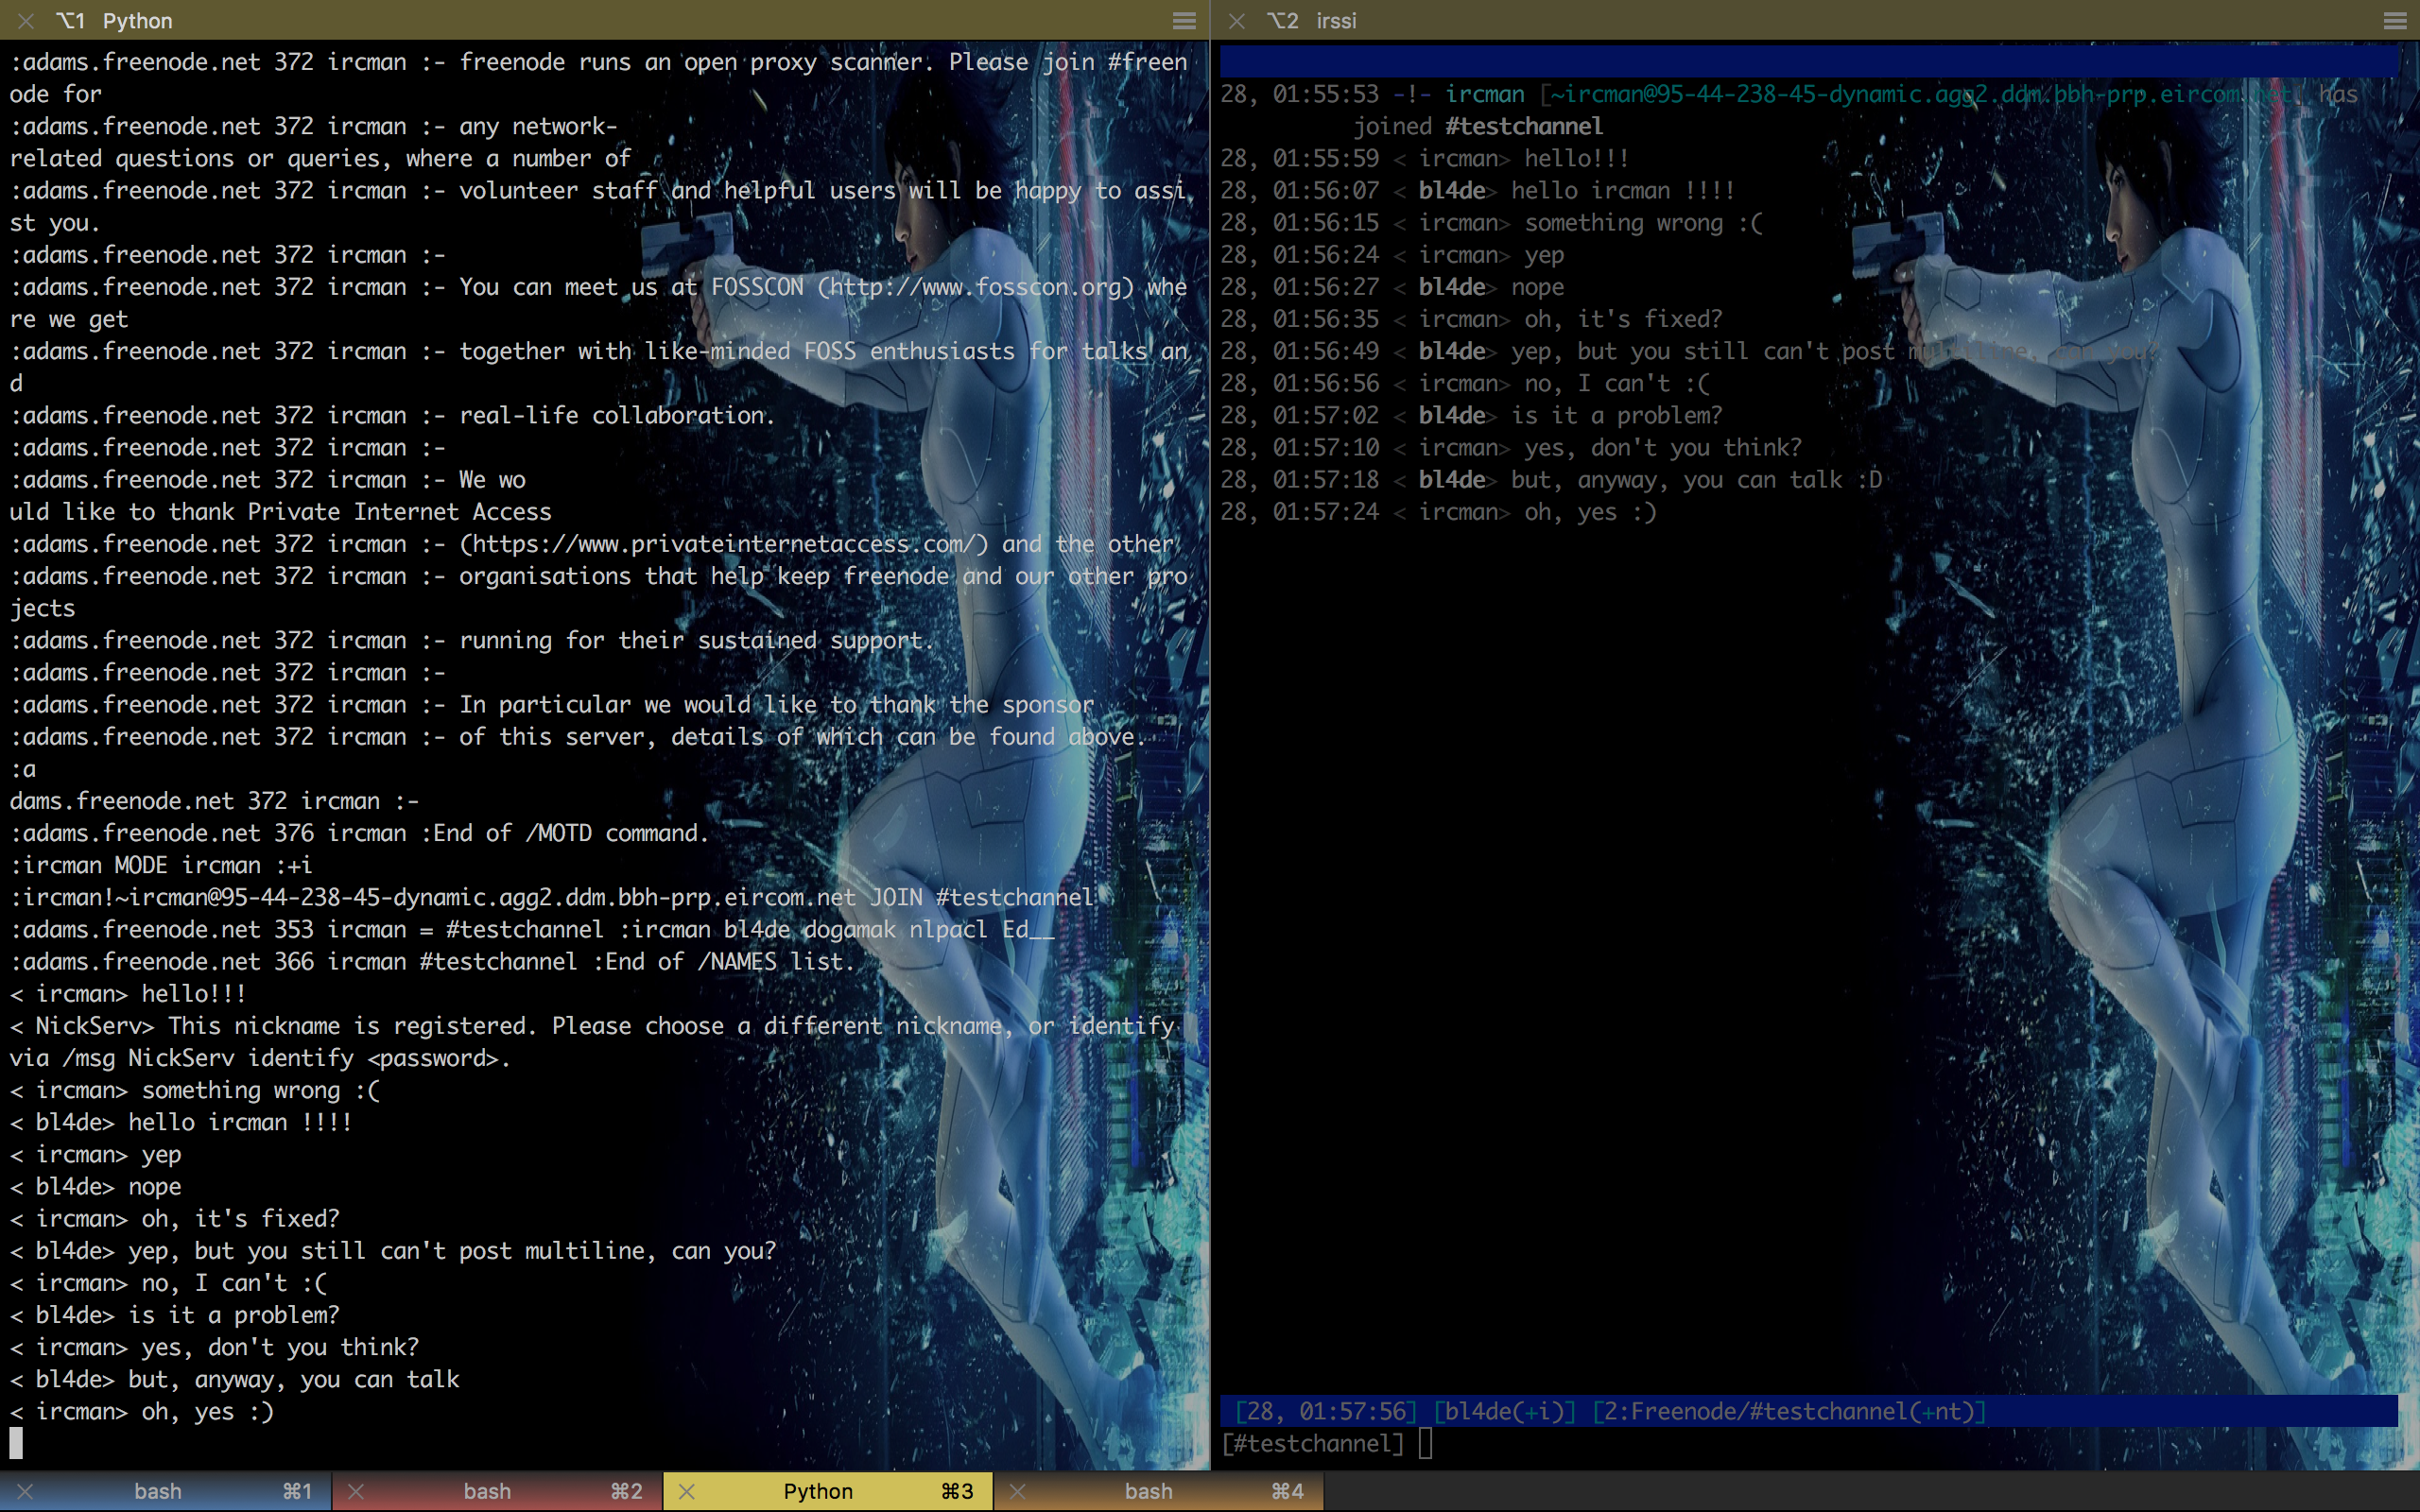 ⌥1 Python
:adams.freenode.net 372 ircman :- freenode runs an open proxy scanner. Please join #freen
ode for
:adams.freenode.net 372 ircman :- any network-
related questions or queries, where a number of
:adams.freenode.net 372 ircman :- volunteer staff and helpful users will be happy to assi
st you.
:adams.freenode.net 372 ircman :-
:adams.freenode.net 372 ircman :- You can meet us at FOSSCON (http://www.fosscon.org) whe
re we get
:adams.freenode.net 372 ircman :- together with like-minded FOSS enthusiasts for talks an
d
:adams.freenode.net 372 ircman :- real-life collaboration.
:adams.freenode.net 372 ircman :-
:adams.freenode.net 372 ircman :- We wo
uld like to thank Private Internet Access
:adams.freenode.net 372 ircman :- (https://www.privateinternetaccess.com/) and the other
:adams.freenode.net 372 ircman :- organisations that help keep freenode and our other pro
jects
:adams.freenode.net 372 ircman :- running for their sustained support.
:adams.freenode.net 372 ircman :-
:adams.freenode.net 372 ircman :- In particular we would like to thank the sponsor
:adams.freenode.net 372 ircman :- of this server, details of which can be found above.
:a
dams.freenode.net 372 ircman :-
:adams.freenode.net 376 ircman :End of /MOTD command.
:ircman MODE ircman :+i
:ircman!~ircman@95-44-238-45-dynamic.agg2.ddm.bbh-prp.eircom.net JOIN #testchannel
:adams.freenode.net 353 ircman = #testchannel :ircman bl4de dogamak nlpacl Ed__
:adams.freenode.net 366 ircman #testchannel :End of /NAMES list.
< ircman> hello!!!
< NickServ> This nickname is registered. Please choose a different nickname, or identify
via /msg NickServ identify <password>.
< ircman> something wrong :(
< bl4de> hello ircman !!!!
< ircman> yep
< bl4de> nope
< ircman> oh, it's fixed?
< bl4de> yep, but you still can't post multiline, can you?
< ircman> no, I can't :(
< bl4de> is it a problem?
< ircman> yes, don't you think?
< bl4de> but, anyway, you can talk
< ircman> oh, yes :)
⌥2 irssi
28, 01:55:53 -!- ircman [~ircman@95-44-238-45-dynamic.agg2.ddm.bbh-prp.eircom.net] has
joined #testchannel
28, 01:55:59 < ircman> hello!!!
28, 01:56:07 < bl4de> hello ircman !!!!
28, 01:56:15 < ircman> something wrong :(
28, 01:56:24 < ircman> yep
28, 01:56:27 < bl4de> nope
28, 01:56:35 < ircman> oh, it's fixed?
28, 01:56:49 < bl4de> yep, but you still can't post multiline, can you?
28, 01:56:56 < ircman> no, I can't :(
28, 01:57:02 < bl4de> is it a problem?
28, 01:57:10 < ircman> yes, don't you think?
28, 01:57:18 < bl4de> but, anyway, you can talk :D
28, 01:57:24 < ircman> oh, yes :)
[28, 01:57:56] [bl4de(+i)] [2:Freenode/#testchannel(+nt)]
[#testchannel]
bash ⌘1 bash ⌘2 Python ⌘3 bash ⌘4